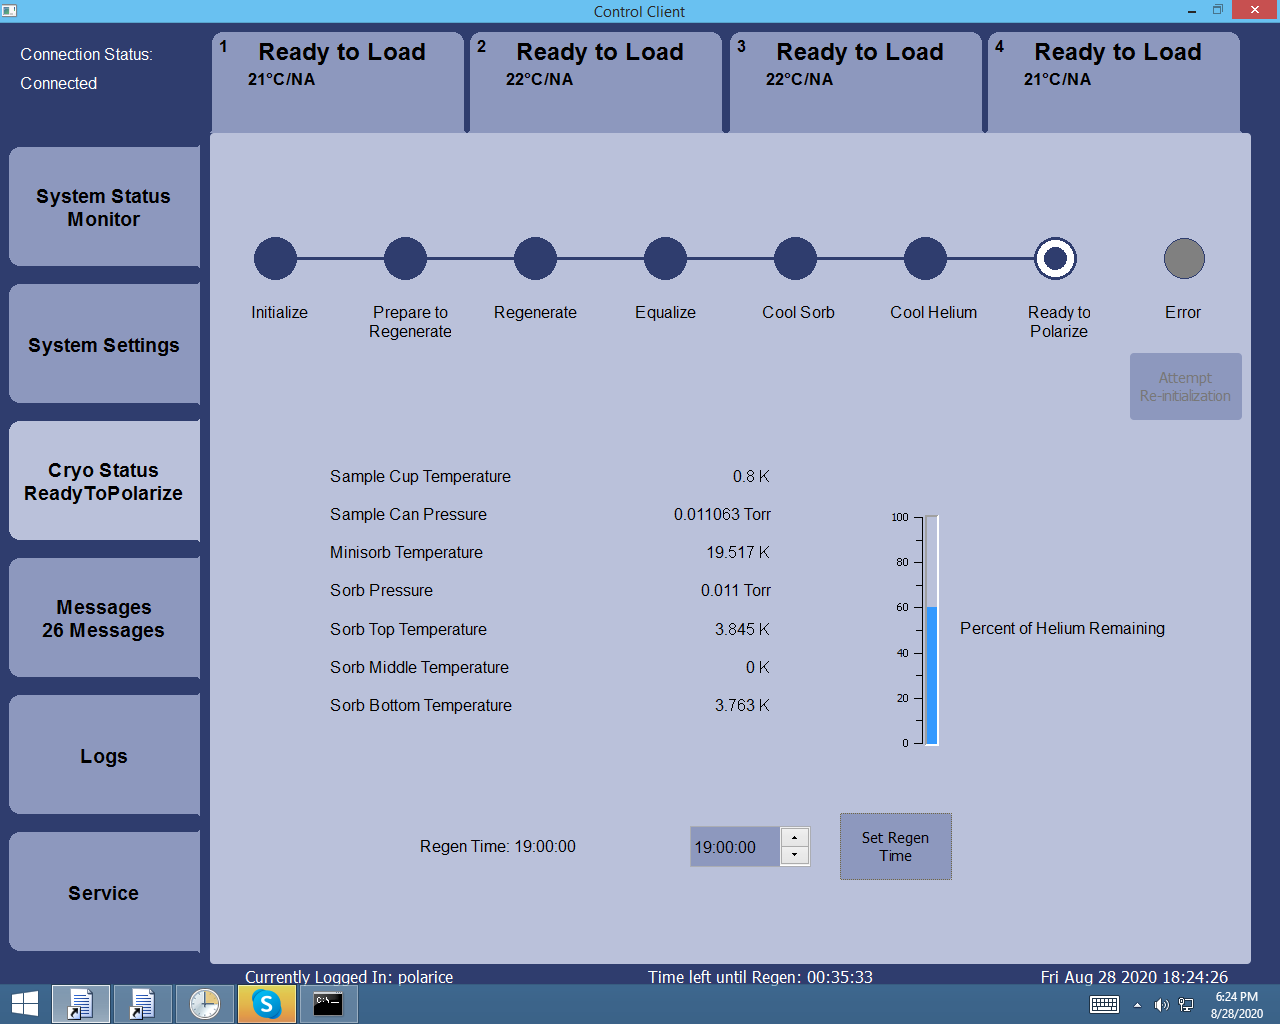 Control Client
Connection Status:
Connected
1 Ready to Load
21°C/NA
2 Ready to Load
22°C/NA
3 Ready to Load
22°C/NA
4 Ready to Load
21°C/NA
System Status
Monitor
System Settings
Cryo Status
ReadyToPolarize
Messages
26 Messages
Logs
Service
Initialize
Prepare to
Regenerate
Regenerate
Equalize
Cool Sorb
Cool Helium
Ready to
Polarize
Error
Attempt
Re-initialization
Sample Cup Temperature 0.8 K
Sample Can Pressure 0.011063 Torr
Minisorb Temperature 19.517 K
Sorb Pressure 0.011 Torr
Sorb Top Temperature 3.845 K
Sorb Middle Temperature 0 K
Sorb Bottom Temperature 3.763 K
100
80
60
40
20
0
Percent of Helium Remaining
Regen Time: 19:00:00
19:00:00
Set Regen
Time
Currently Logged In: polarice
Time left until Regen: 00:35:33
Fri Aug 28 2020 18:24:26
S
C:\.
6:24 PM
8/28/2020